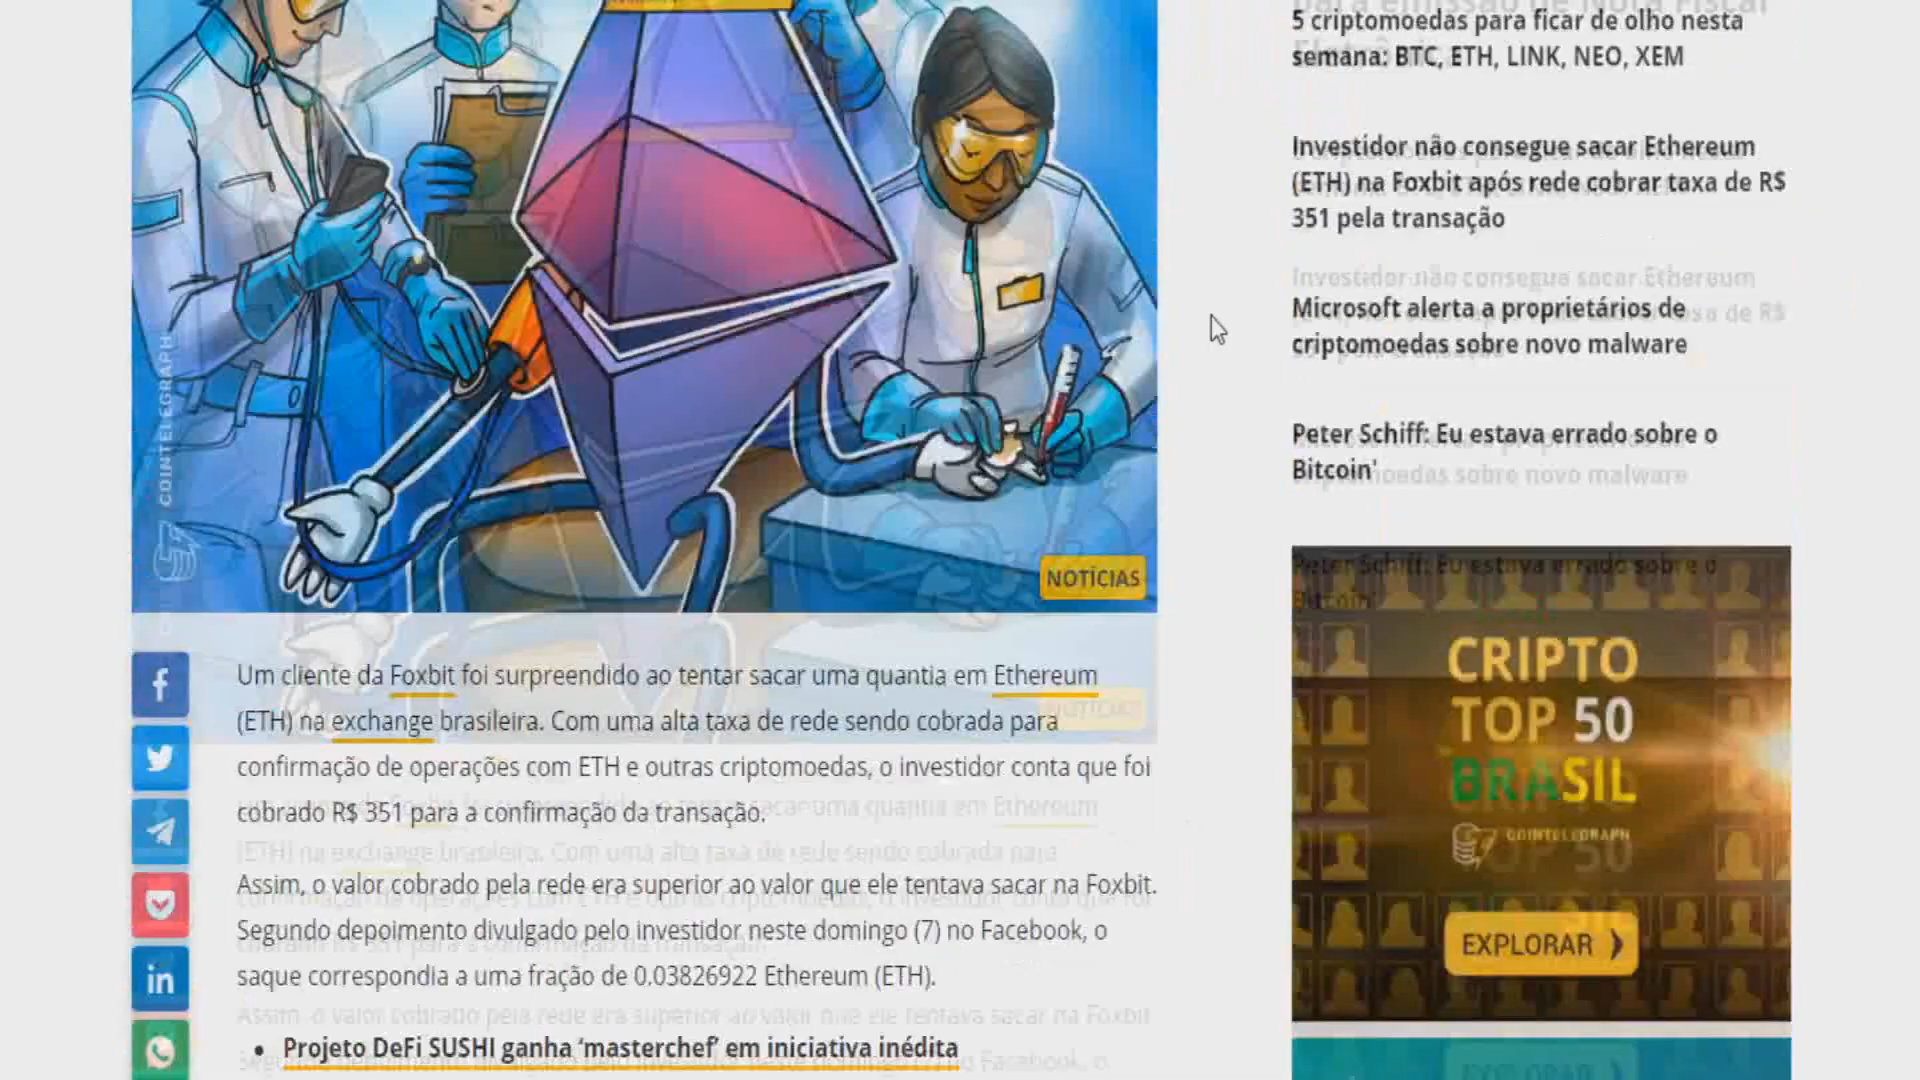 COINTELEGRAPH
NOTÍCIAS
Um cliente da Foxbit foi surpreendido ao tentar sacar uma quantia em Ethereum
(ETH) na exchange brasileira. Com uma alta taxa de rede sendo cobrada para
confirmação de operações com ETH e outras criptomoedas, o investidor conta que foi
cobrado R$ 351 para a confirmação da transação.
Assim, o valor cobrado pela rede era superior ao valor que ele tentava sacar na Foxbit.
Segundo depoimento divulgado pelo investidor neste domingo (7) no Facebook, o
saque correspondia a uma fração de 0.03826922 Ethereum (ETH).
• Projeto DeFi SUSHI ganha ‘masterchef’ em iniciativa inédita
5 criptomoedas para ficar de olho nesta
semana: BTC, ETH, LINK, NEO, XEM
Investidor não consegue sacar Ethereum
(ETH) na Foxbit após rede cobrar taxa de R$
351 pela transação
Microsoft alerta a proprietários de
criptomoedas sobre novo malware
Peter Schiff: Eu estava errado sobre o
Bitcoin'
CRIPTO
TOP 50
BRASIL
COINTELEGRAPH
EXPLORAR